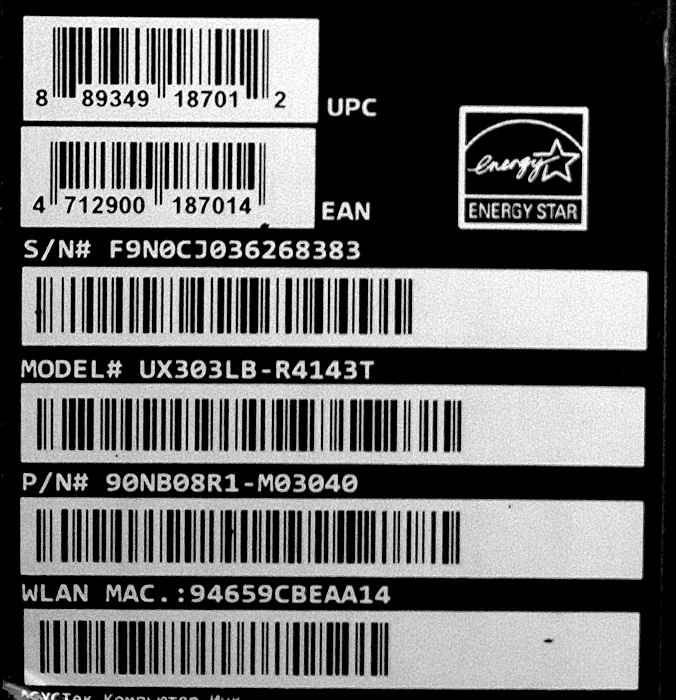 8 89349 18701 2
UPC
4 712900 187014
EAN
energy
ENERGY STAR
S/N# F9N0CJ036268383
MODEL# UX303LB-R4143T
P/N# 90NB08R1-M03040
WLAN MAC.:94659CBEAA14